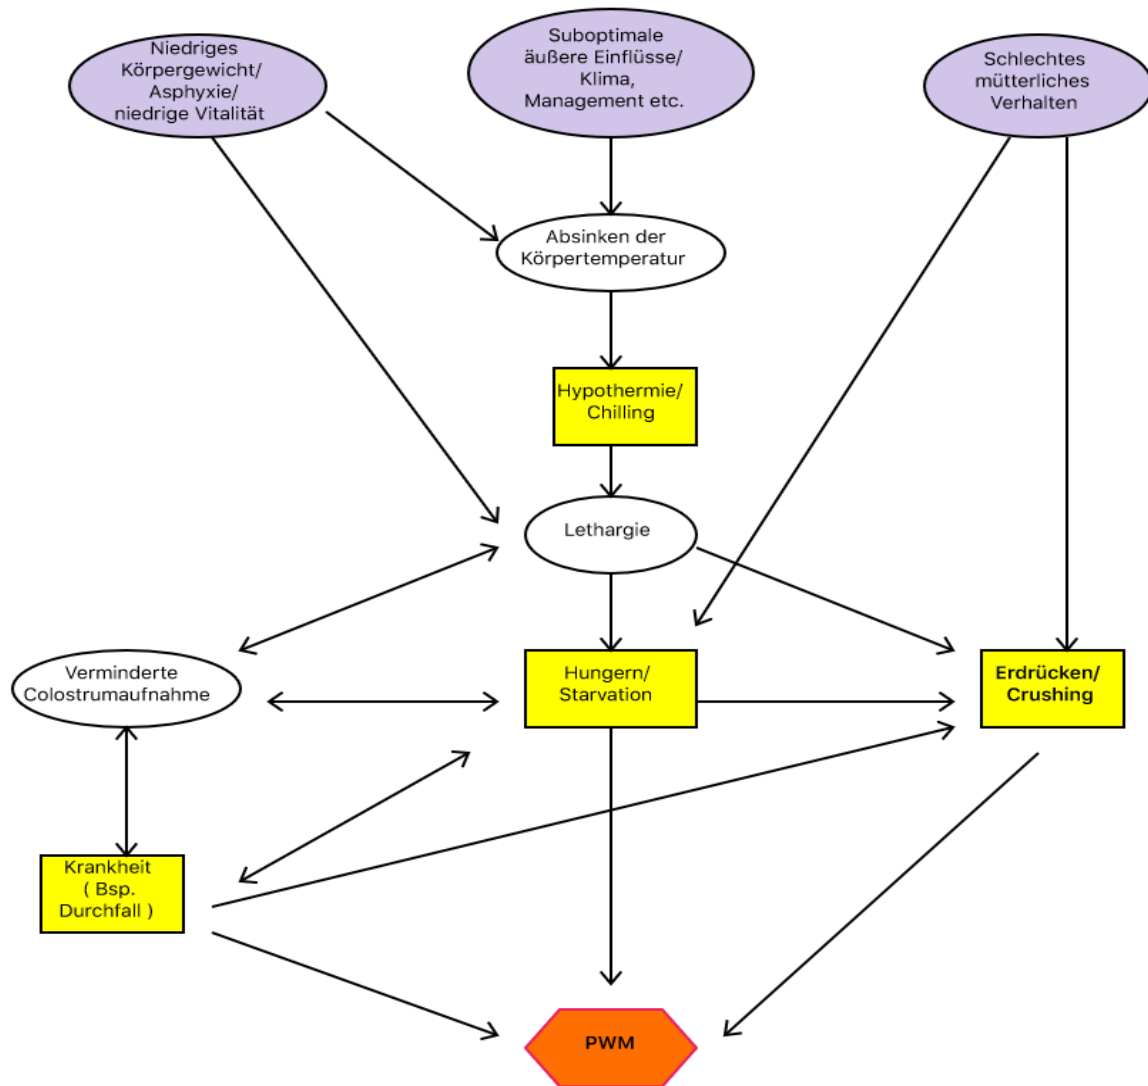 Niedriges
Körpergewicht/
Asphyxie/
niedrige Vitalität
Suboptimale
äußere Einflüsse/
Klima,
Management etc.
Schlechtes
mütterliches
Verhalten
Absinken der
Körpertemperatur
Hypothermie/
Chilling
Lethargie
Verminderte
Colostrumaufnahme
Hungern/
Starvation
Erdrücken/
Crushing
Krankheit
( Bsp.
Durchfall )
PWM